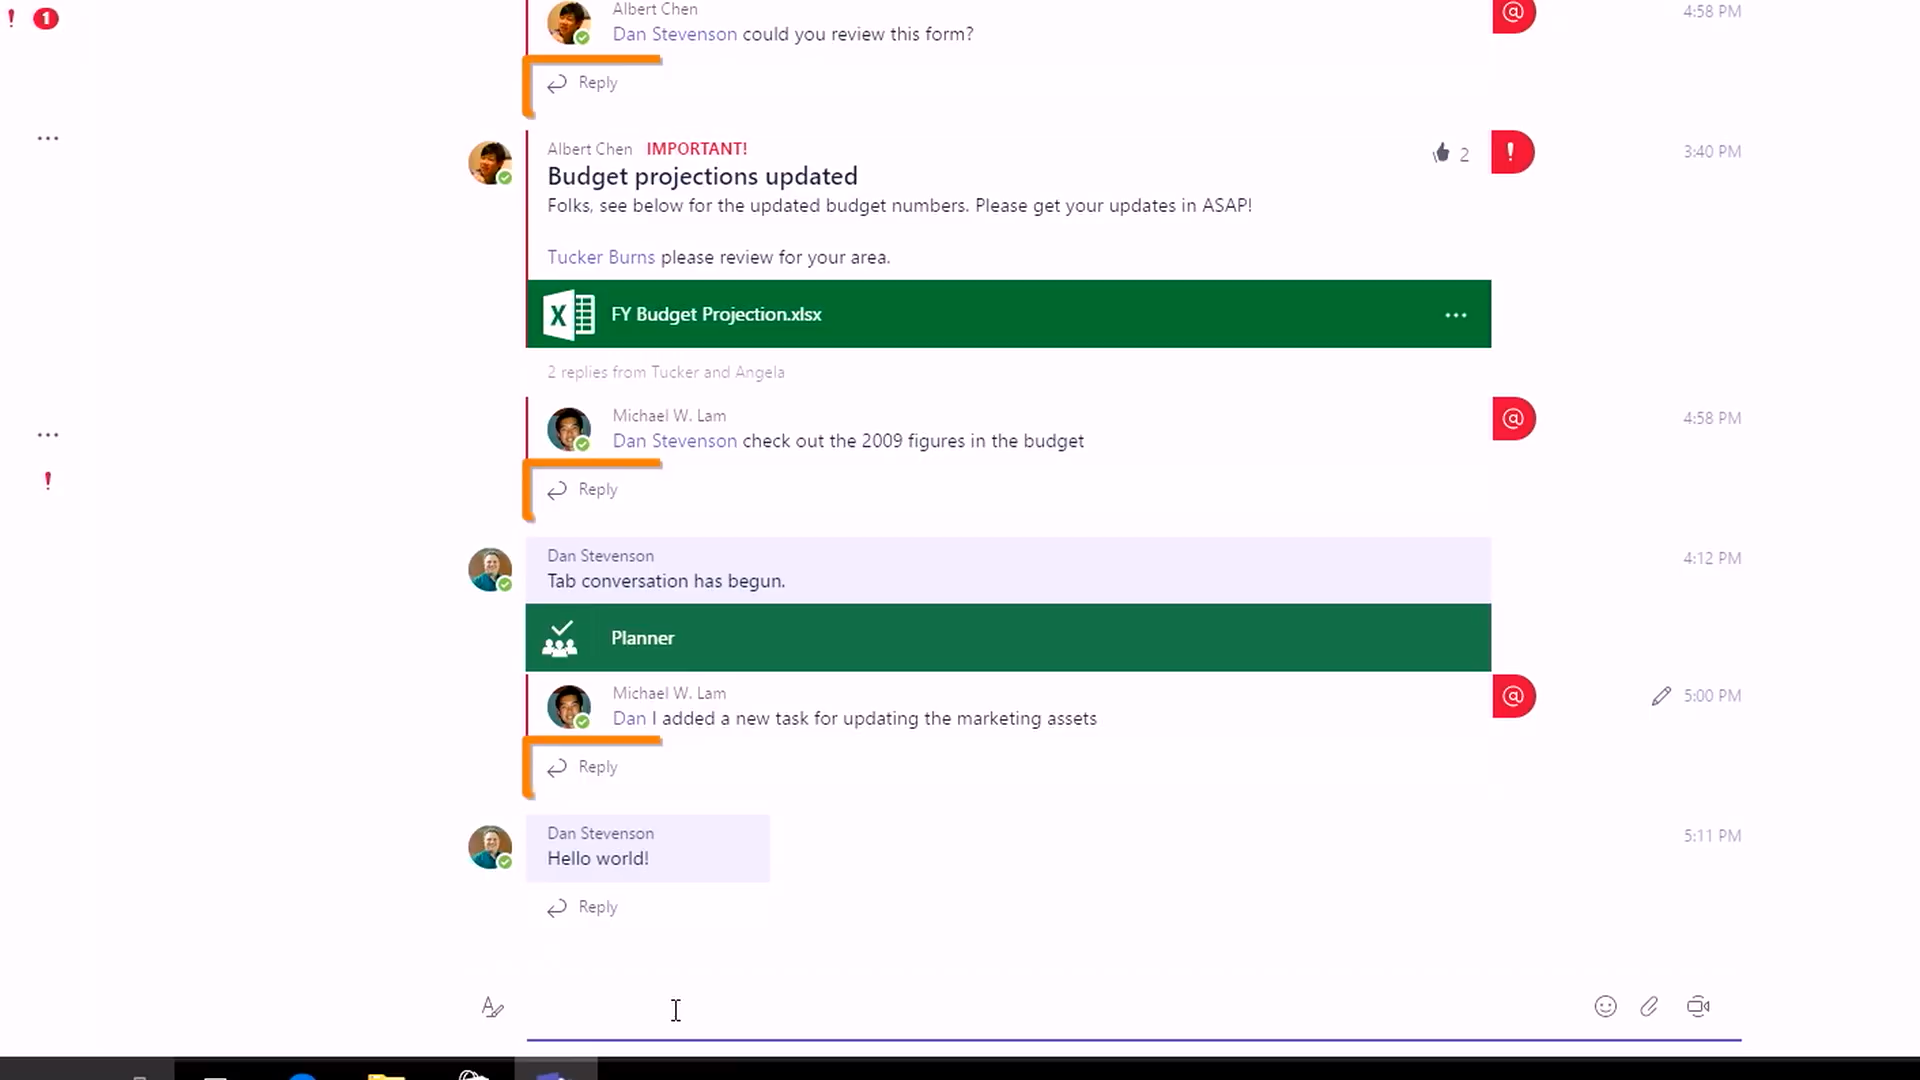 1
Albert Chen
@
4:58 PM
Dan Stevenson could you review this form?
Reply
Albert Chen IMPORTANT!
2
!
3:40 PM
Budget projections updated
Folks, see below for the updated budget numbers. Please get your updates in ASAP!
Tucker Burns please review for your area.
X FY Budget Projection.xlsx
2 replies from Tucker and Angela
Michael W. Lam
@
4:58 PM
Dan Stevenson check out the 2009 figures in the budget
Reply
Dan Stevenson
4:12 PM
Tab conversation has begun.
Planner
Michael W. Lam
@
5:00 PM
Dan I added a new task for updating the marketing assets
Reply
Dan Stevenson
5:11 PM
Hello world!
Reply